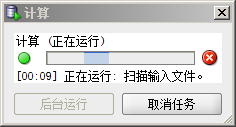 计算
计算 (正在运行)
[00:09] 正在运行: 扫描输入文件。
后台运行 取消任务